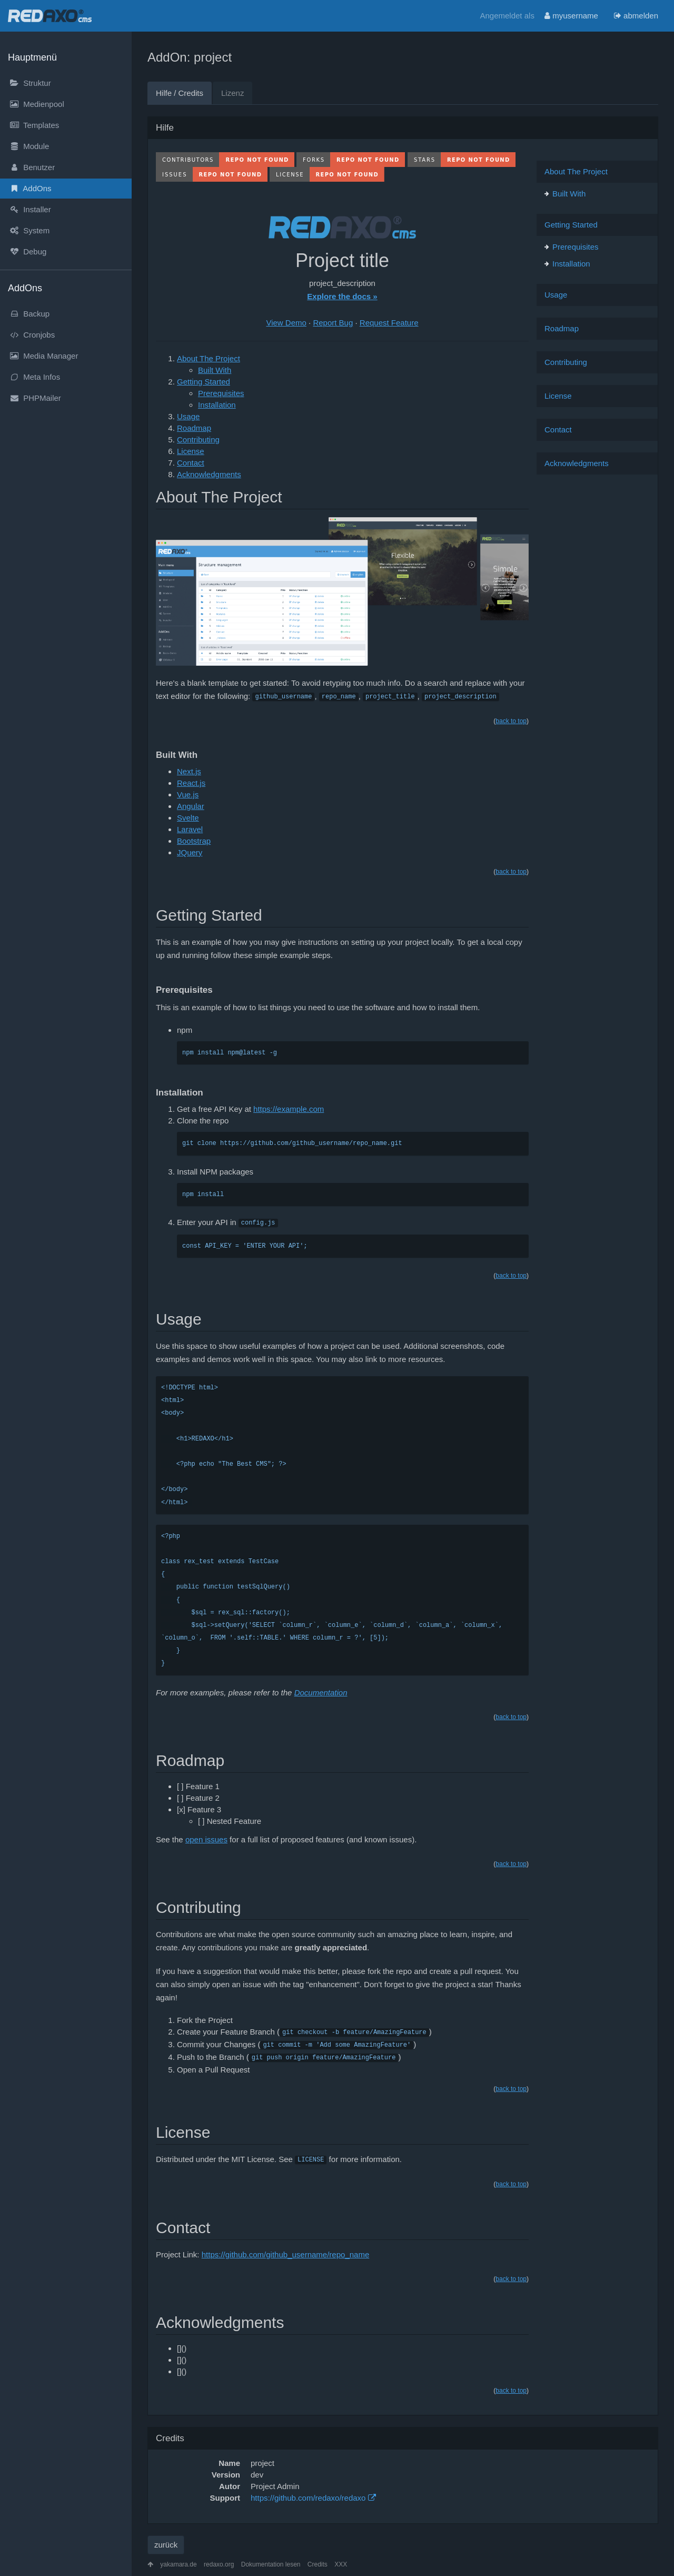 REDAXO® cms
Angemeldet als myusername abmelden
Hauptmenü
Struktur
Medienpool
Templates
Module
Benutzer
AddOns
Installer
System
Debug
AddOns
Backup
Cronjobs
Media Manager
Meta Infos
PHPMailer
AddOn: project
Hilfe / Credits Lizenz
Hilfe
CONTRIBUTORS REPO NOT FOUND FORKS REPO NOT FOUND STARS REPO NOT FOUND
ISSUES REPO NOT FOUND LICENSE REPO NOT FOUND
REDAXO® cms
Project title
project_description
Explore the docs »
View Demo · Report Bug · Request Feature
1. About The Project
Built With
2. Getting Started
Prerequisites
Installation
3. Usage
4. Roadmap
5. Contributing
6. License
7. Contact
8. Acknowledgments
About The Project
Built With
Getting Started
Prerequisites
Installation
Usage
Roadmap
Contributing
License
Contact
Acknowledgments
About The Project
REDAXO
Structure management
Flexible
Simple
Here's a blank template to get started: To avoid retyping too much info. Do a search and replace with your
text editor for the following: github_username , repo_name , project_title , project_description
(back to top)
Built With
Next.js
React.js
Vue.js
Angular
Svelte
Laravel
Bootstrap
JQuery
(back to top)
Getting Started
This is an example of how you may give instructions on setting up your project locally. To get a local copy
up and running follow these simple example steps.
Prerequisites
This is an example of how to list things you need to use the software and how to install them.
npm
npm install npm@latest -g
Installation
1. Get a free API Key at https://example.com
2. Clone the repo
git clone https://github.com/github_username/repo_name.git
3. Install NPM packages
npm install
4. Enter your API in config.js
const API_KEY = 'ENTER YOUR API';
(back to top)
Usage
Use this space to show useful examples of how a project can be used. Additional screenshots, code
examples and demos work well in this space. You may also link to more resources.
<!DOCTYPE html>
<html>
<body>
<h1>REDAXO</h1>
<?php echo "The Best CMS"; ?>
</body>
</html>
<?php
class rex_test extends TestCase
{
public function testSqlQuery()
{
$sql = rex_sql::factory();
$sql->setQuery('SELECT `column_r`, `column_e`, `column_d`, `column_a`, `column_x`,
`column_o`,  FROM '.self::TABLE.' WHERE column_r = ?', [5]);
}
}
For more examples, please refer to the Documentation
(back to top)
Roadmap
[ ] Feature 1
[ ] Feature 2
[x] Feature 3
[ ] Nested Feature
See the open issues for a full list of proposed features (and known issues).
(back to top)
Contributing
Contributions are what make the open source community such an amazing place to learn, inspire, and
create. Any contributions you make are greatly appreciated.
If you have a suggestion that would make this better, please fork the repo and create a pull request. You
can also simply open an issue with the tag "enhancement". Don't forget to give the project a star! Thanks
again!
1. Fork the Project
2. Create your Feature Branch ( git checkout -b feature/AmazingFeature )
3. Commit your Changes ( git commit -m 'Add some AmazingFeature' )
4. Push to the Branch ( git push origin feature/AmazingFeature )
5. Open a Pull Request
(back to top)
License
Distributed under the MIT License. See LICENSE for more information.
(back to top)
Contact
Project Link: https://github.com/github_username/repo_name
(back to top)
Acknowledgments
[]()
[]()
[]()
(back to top)
Credits
Name project
Version dev
Autor Project Admin
Support https://github.com/redaxo/redaxo
zurück
yakamara.de redaxo.org Dokumentation lesen Credits XXX